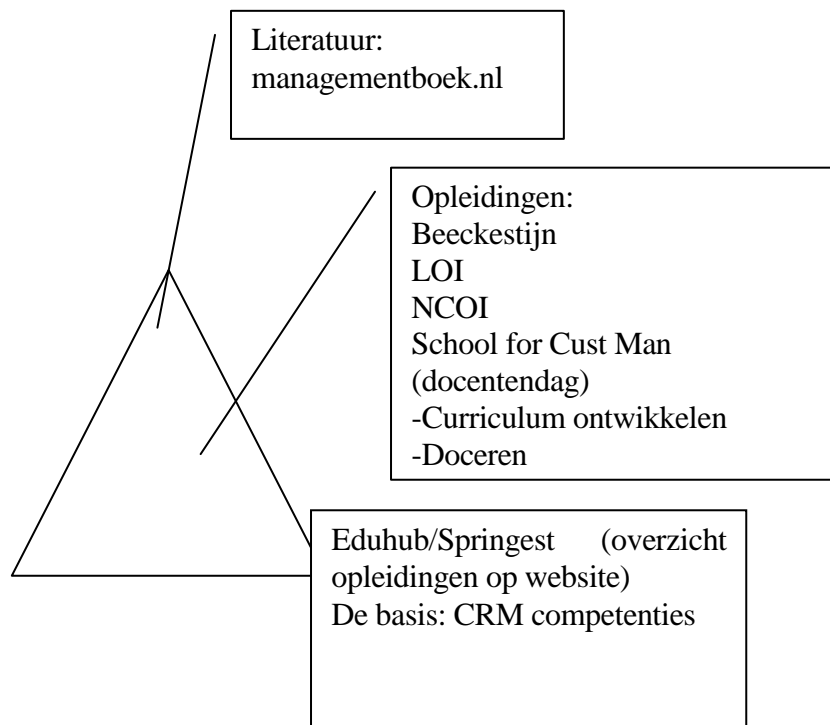 Literatuur:
managementboek.nl
Opleidingen:
Beeckestijn
LOI
NCOI
School for Cust Man
(docentendag)
-Curriculum ontwikkelen
-Doceren
Eduhub/Springest (overzicht
opleidingen op website)
De basis: CRM competenties